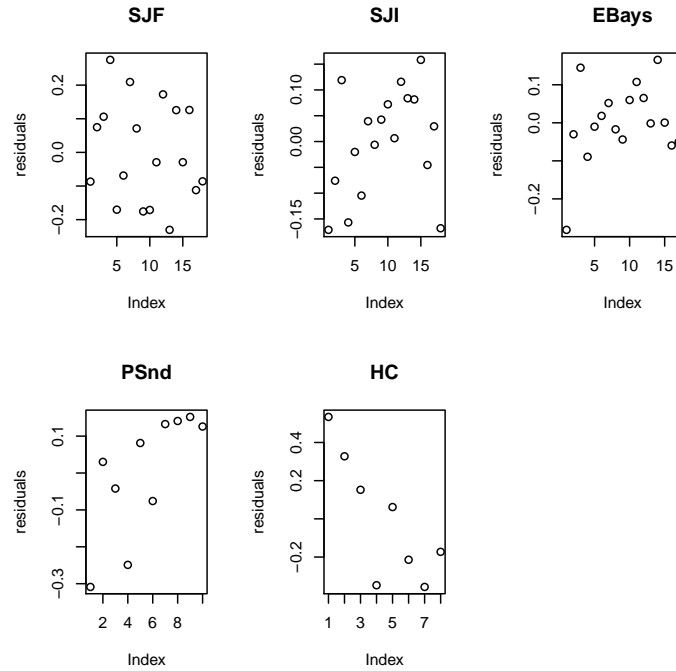 SJF
residuals
0.2
0.0
−0.2
5 10 15
Index
SJI
residuals
0.10
0.00
−0.15
5 10 15
Index
EBays
residuals
0.1
0.0
−0.2
5 10 15
Index
PSnd
residuals
0.1
−0.1
−0.3
2 4 6 8
Index
HC
residuals
0.4
0.2
−0.2
1 3 5 7
Index